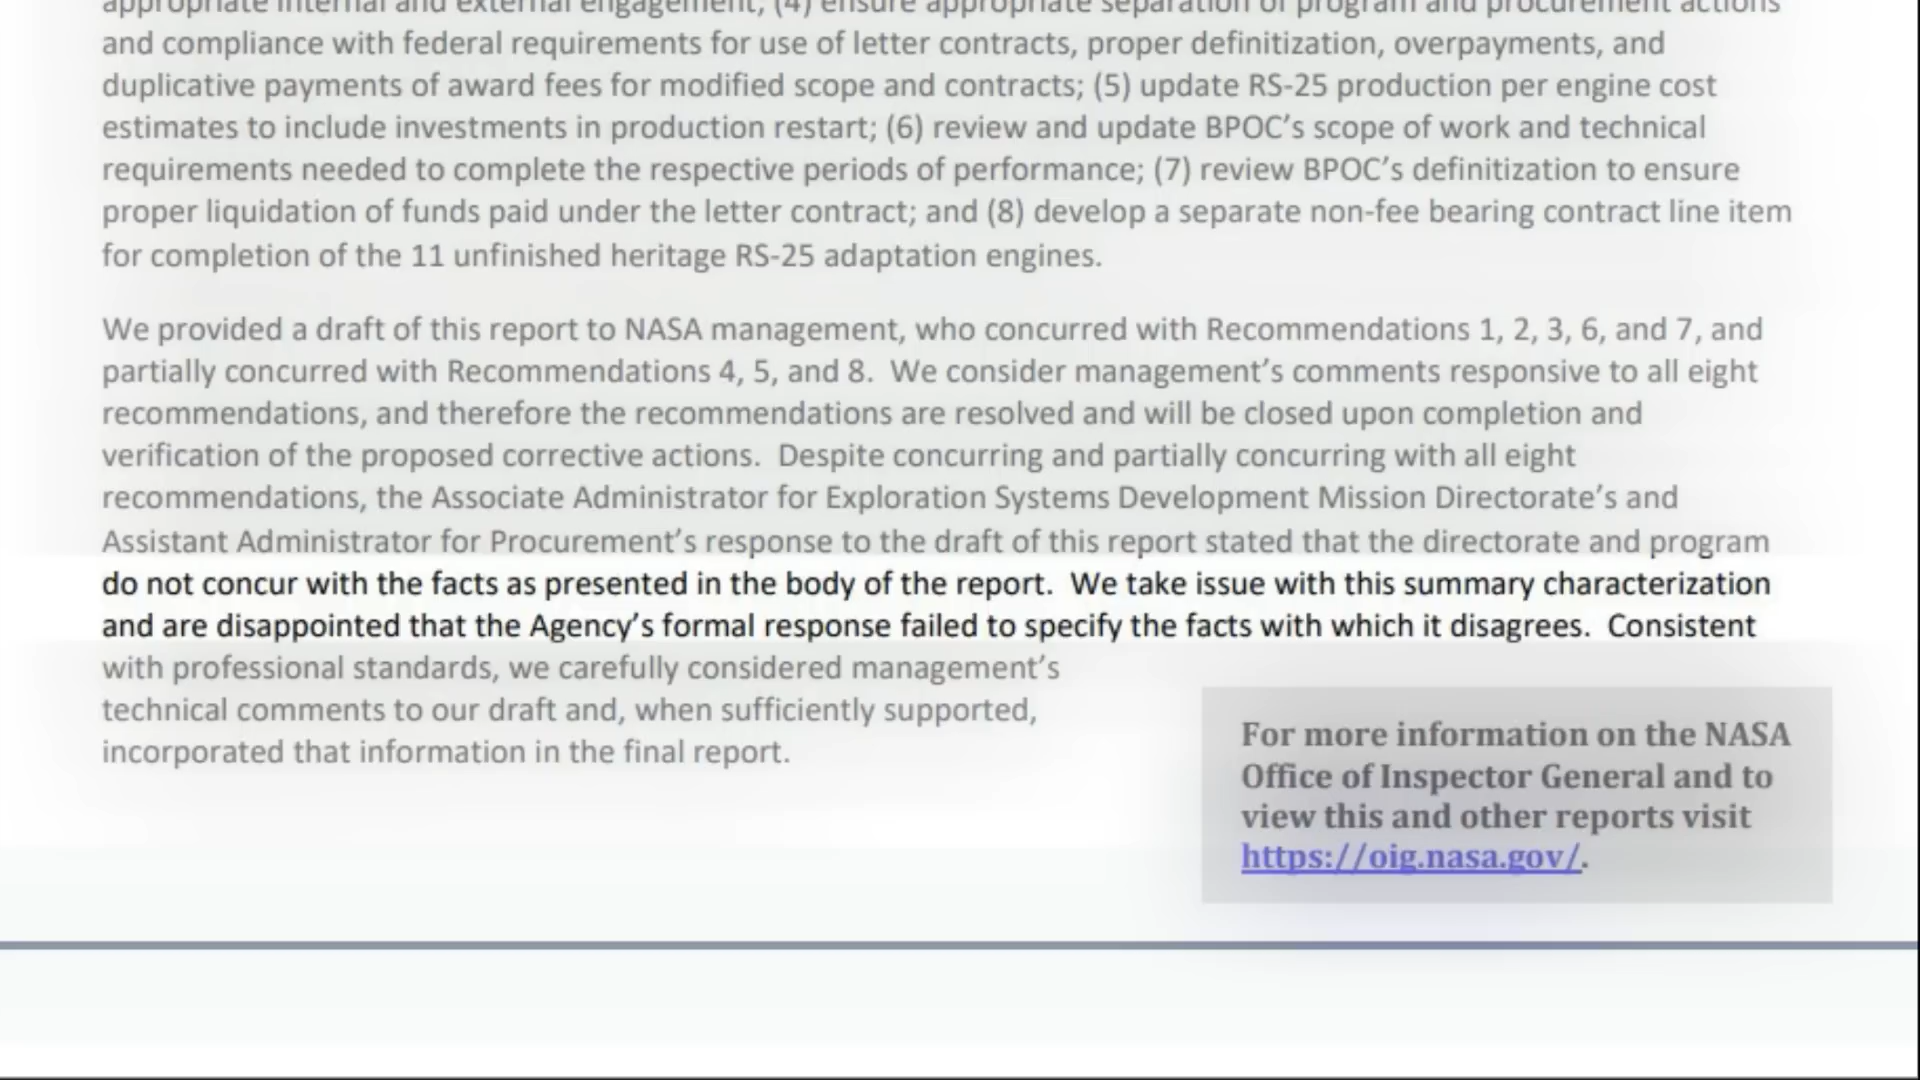 appropriate internal and external engagement; (4) ensure appropriate separation of program and procurement actions
and compliance with federal requirements for use of letter contracts, proper definitization, overpayments, and
duplicative payments of award fees for modified scope and contracts; (5) update RS-25 production per engine cost
estimates to include investments in production restart; (6) review and update BPOC’s scope of work and technical
requirements needed to complete the respective periods of performance; (7) review BPOC’s definitization to ensure
proper liquidation of funds paid under the letter contract; and (8) develop a separate non-fee bearing contract line item
for completion of the 11 unfinished heritage RS-25 adaptation engines.
We provided a draft of this report to NASA management, who concurred with Recommendations 1, 2, 3, 6, and 7, and
partially concurred with Recommendations 4, 5, and 8.  We consider management’s comments responsive to all eight
recommendations, and therefore the recommendations are resolved and will be closed upon completion and
verification of the proposed corrective actions.  Despite concurring and partially concurring with all eight
recommendations, the Associate Administrator for Exploration Systems Development Mission Directorate’s and
Assistant Administrator for Procurement’s response to the draft of this report stated that the directorate and program
do not concur with the facts as presented in the body of the report.  We take issue with this summary characterization
and are disappointed that the Agency’s formal response failed to specify the facts with which it disagrees.  Consistent
with professional standards, we carefully considered management’s
technical comments to our draft and, when sufficiently supported,
incorporated that information in the final report.
For more information on the NASA
Office of Inspector General and to
view this and other reports visit
https://oig.nasa.gov/.